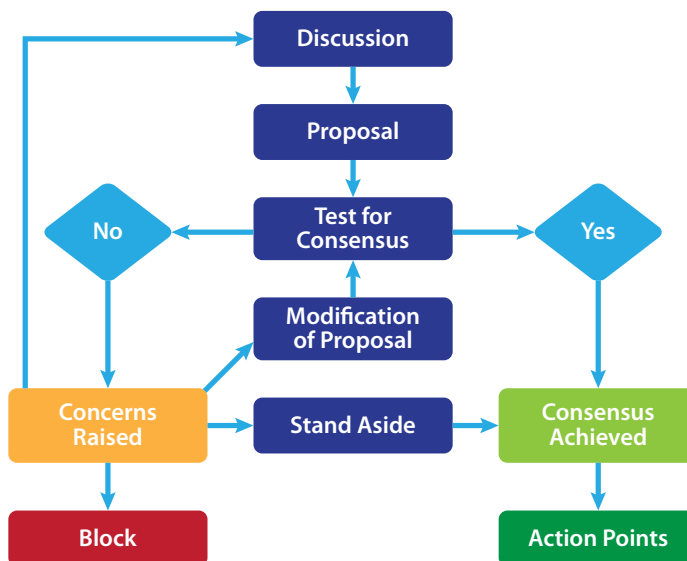 Discussion
Proposal
Test for
Consensus
No
Yes
Modification
of Proposal
Concerns
Raised
Stand Aside
Consensus
Achieved
Block
Action Points